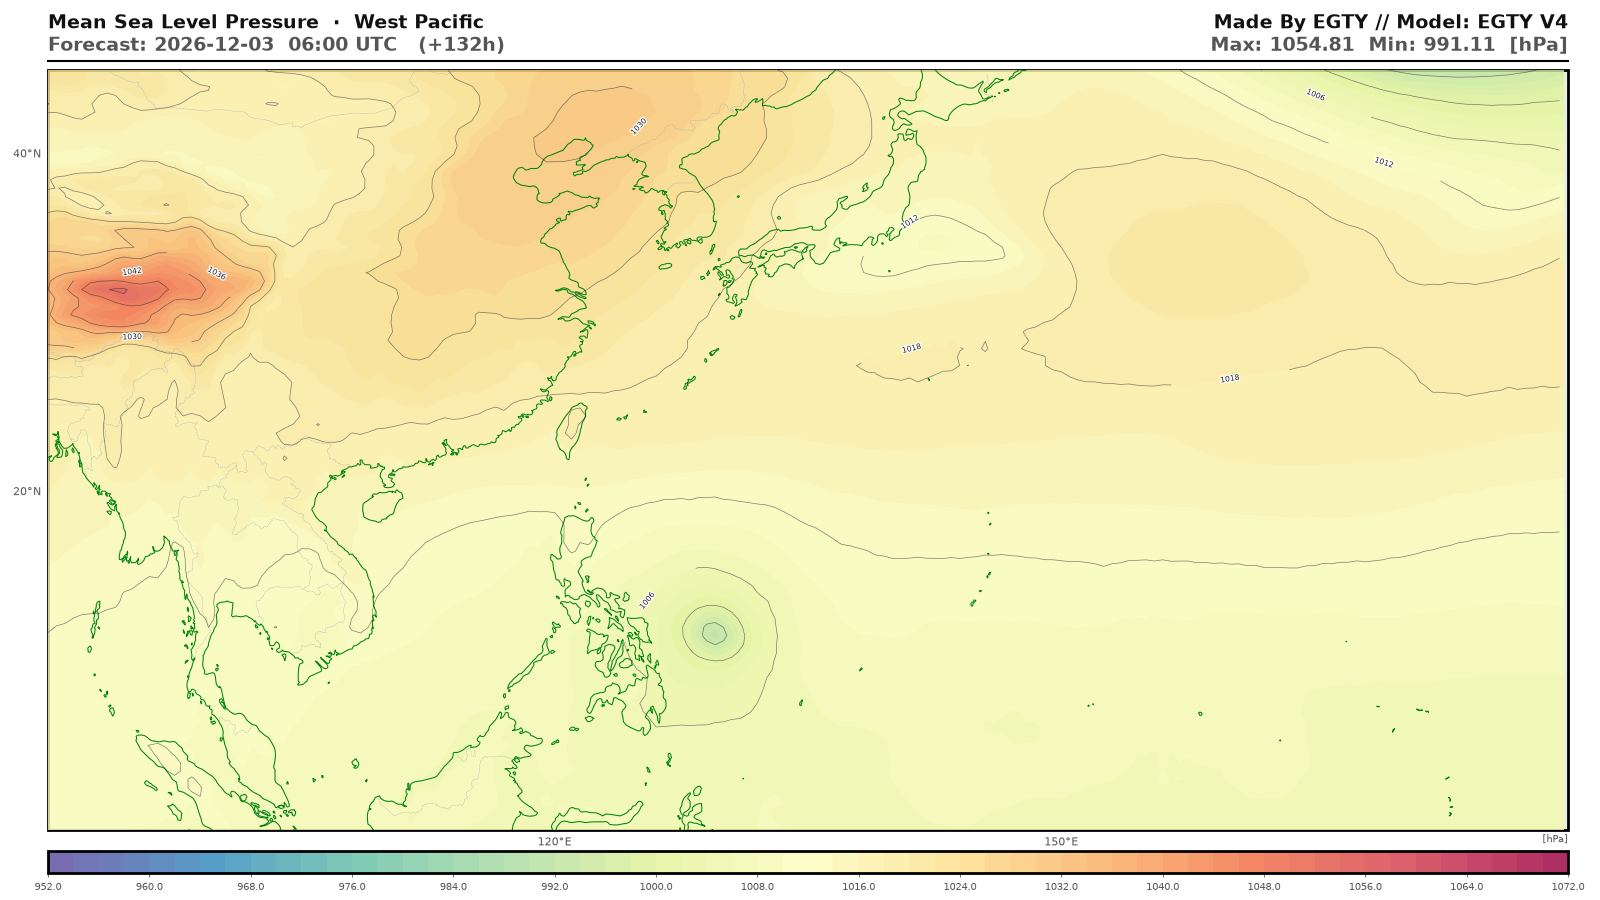 Mean Sea Level Pressure · West Pacific
Made By EGTY // Model: EGTY V4
Forecast: 2026-12-03 06:00 UTC (+132h)
Max: 1054.81 Min: 991.11 [hPa]
1006
1030
40°N
1012
1012
1042
1036
1030
1018
1018
20°N
1006
120°E
150°E
[hPa]
952.0 960.0 968.0 976.0 984.0 992.0 1000.0 1008.0 1016.0 1024.0 1032.0 1040.0 1048.0 1056.0 1064.0 1072.0